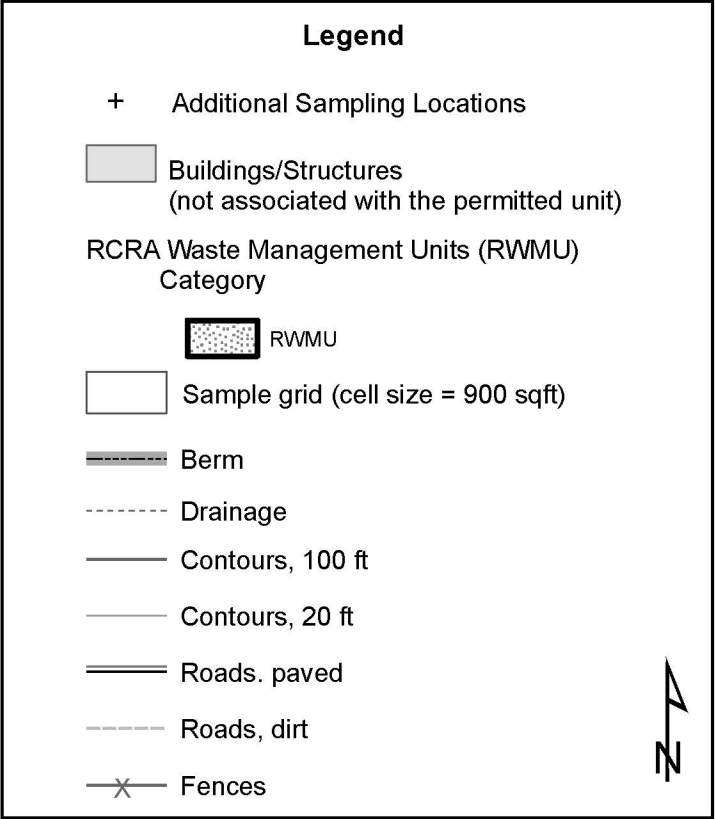 Legend
+ Additional Sampling Locations
Buildings/Structures
(not associated with the permitted unit)
RCRA Waste Management Units (RWMU)
Category
RWMU
Sample grid (cell size = 900 sqft)
Berm
Drainage
Contours, 100 ft
Contours, 20 ft
Roads. paved
Roads, dirt
X Fences
N